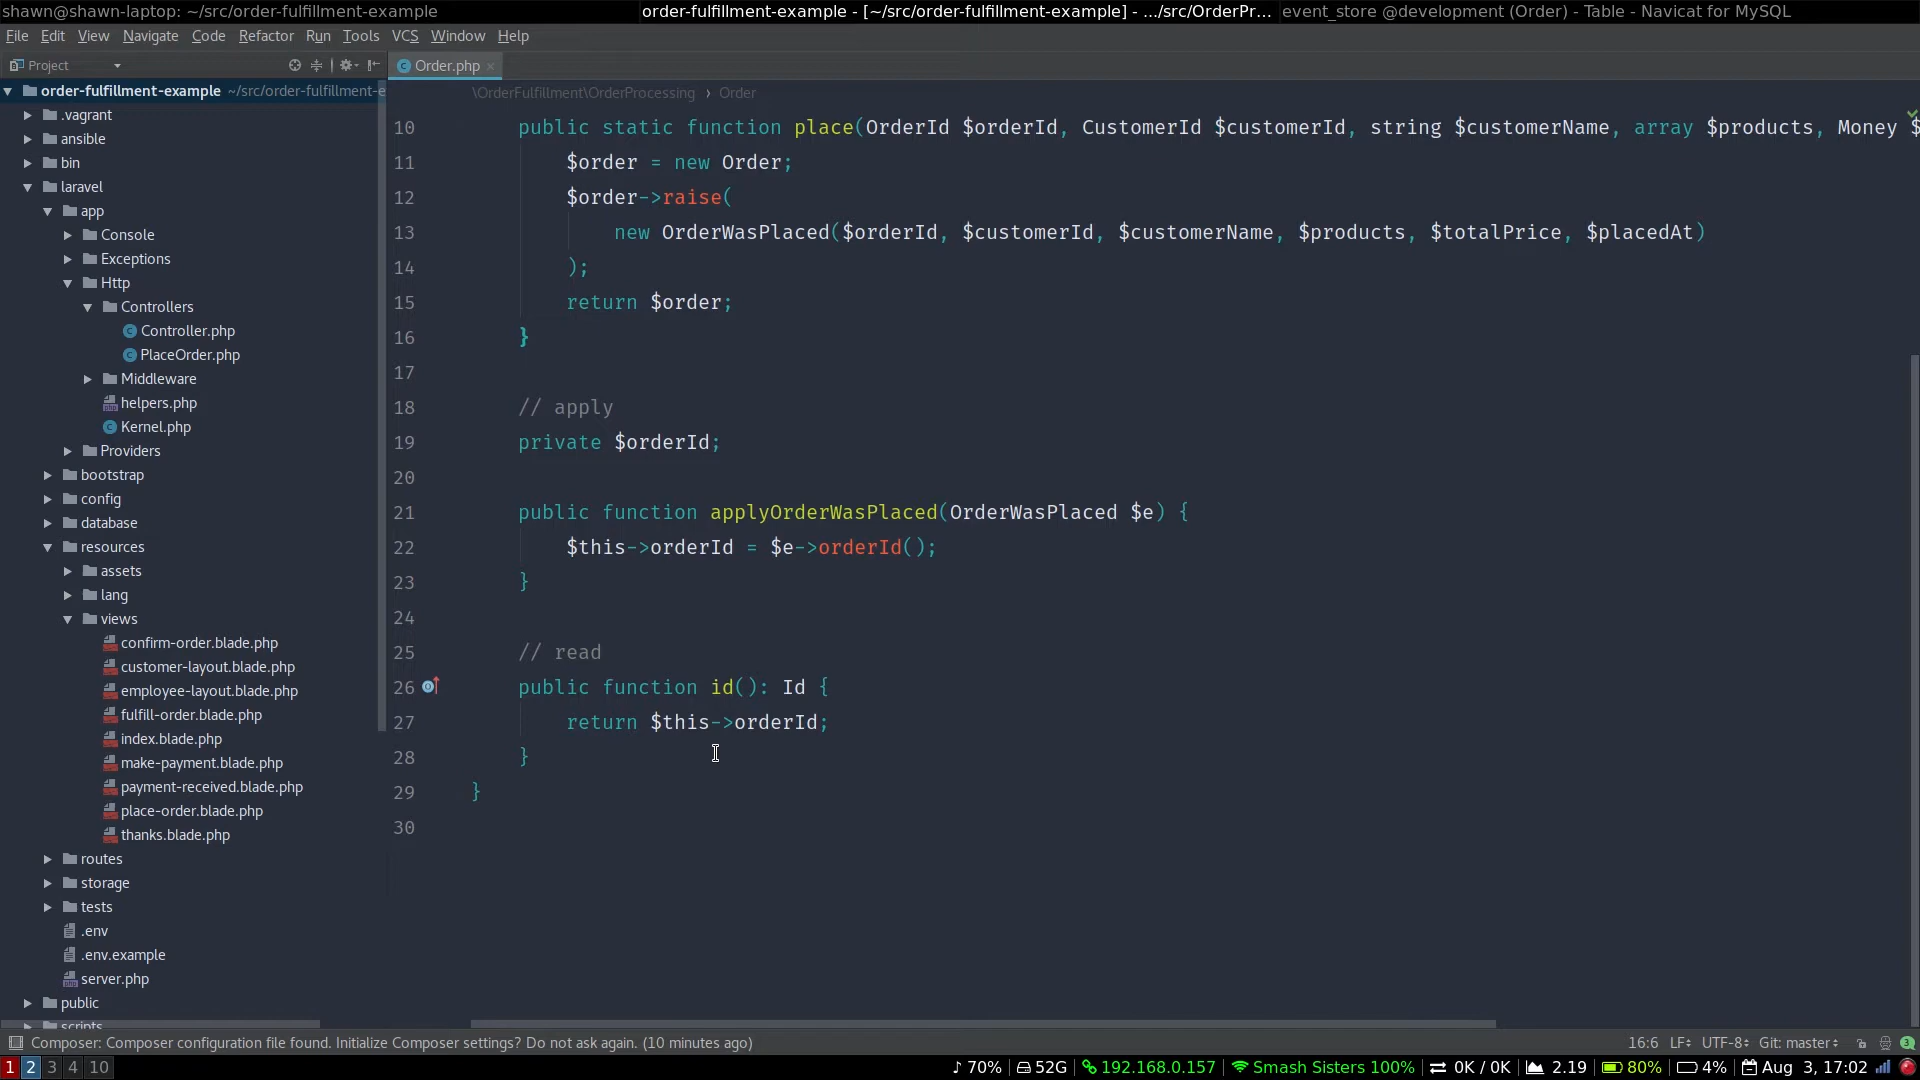 shawn@shawn-laptop: ~/src/order-fulfillment-example
order-fulfillment-example - [~/src/order-fulfillment-example] - .../src/OrderPr...
event_store @development (Order) - Table - Navicat for MySQL
File Edit View Navigate Code Refactor Run Tools VCS Window Help
Project
Order.php
order-fulfillment-example ~/src/order-fulfillment-e
.vagrant
ansible
bin
laravel
app
Console
Exceptions
Http
Controllers
Controller.php
PlaceOrder.php
Middleware
helpers.php
Kernel.php
Providers
bootstrap
config
database
resources
assets
lang
views
confirm-order.blade.php
customer-layout.blade.php
employee-layout.blade.php
fulfill-order.blade.php
index.blade.php
make-payment.blade.php
payment-received.blade.php
place-order.blade.php
thanks.blade.php
routes
storage
tests
.env
.env.example
server.php
public
scripts
\OrderFulfillment\OrderProcessing › Order
10 public static function place(OrderId $orderId, CustomerId $customerId, string $customerName, array $products, Money $
11 $order = new Order;
12 $order->raise(
13 new OrderWasPlaced($orderId, $customerId, $customerName, $products, $totalPrice, $placedAt)
14 );
15 return $order;
16 }
17
18 // apply
19 private $orderId;
20
21 public function applyOrderWasPlaced(OrderWasPlaced $e) {
22 $this->orderId = $e->orderId();
23 }
24
25 // read
26 public function id(): Id {
27 return $this->orderId;
28 }
29 }
30
Composer: Composer configuration file found. Initialize Composer settings? Do not ask again. (10 minutes ago)
16:6 LF UTF-8 Git: master 3
1 2 3 4 10
70% 52G 192.168.0.157 Smash Sisters 100% 0K / 0K 2.19 80% 4% Aug 3, 17:02